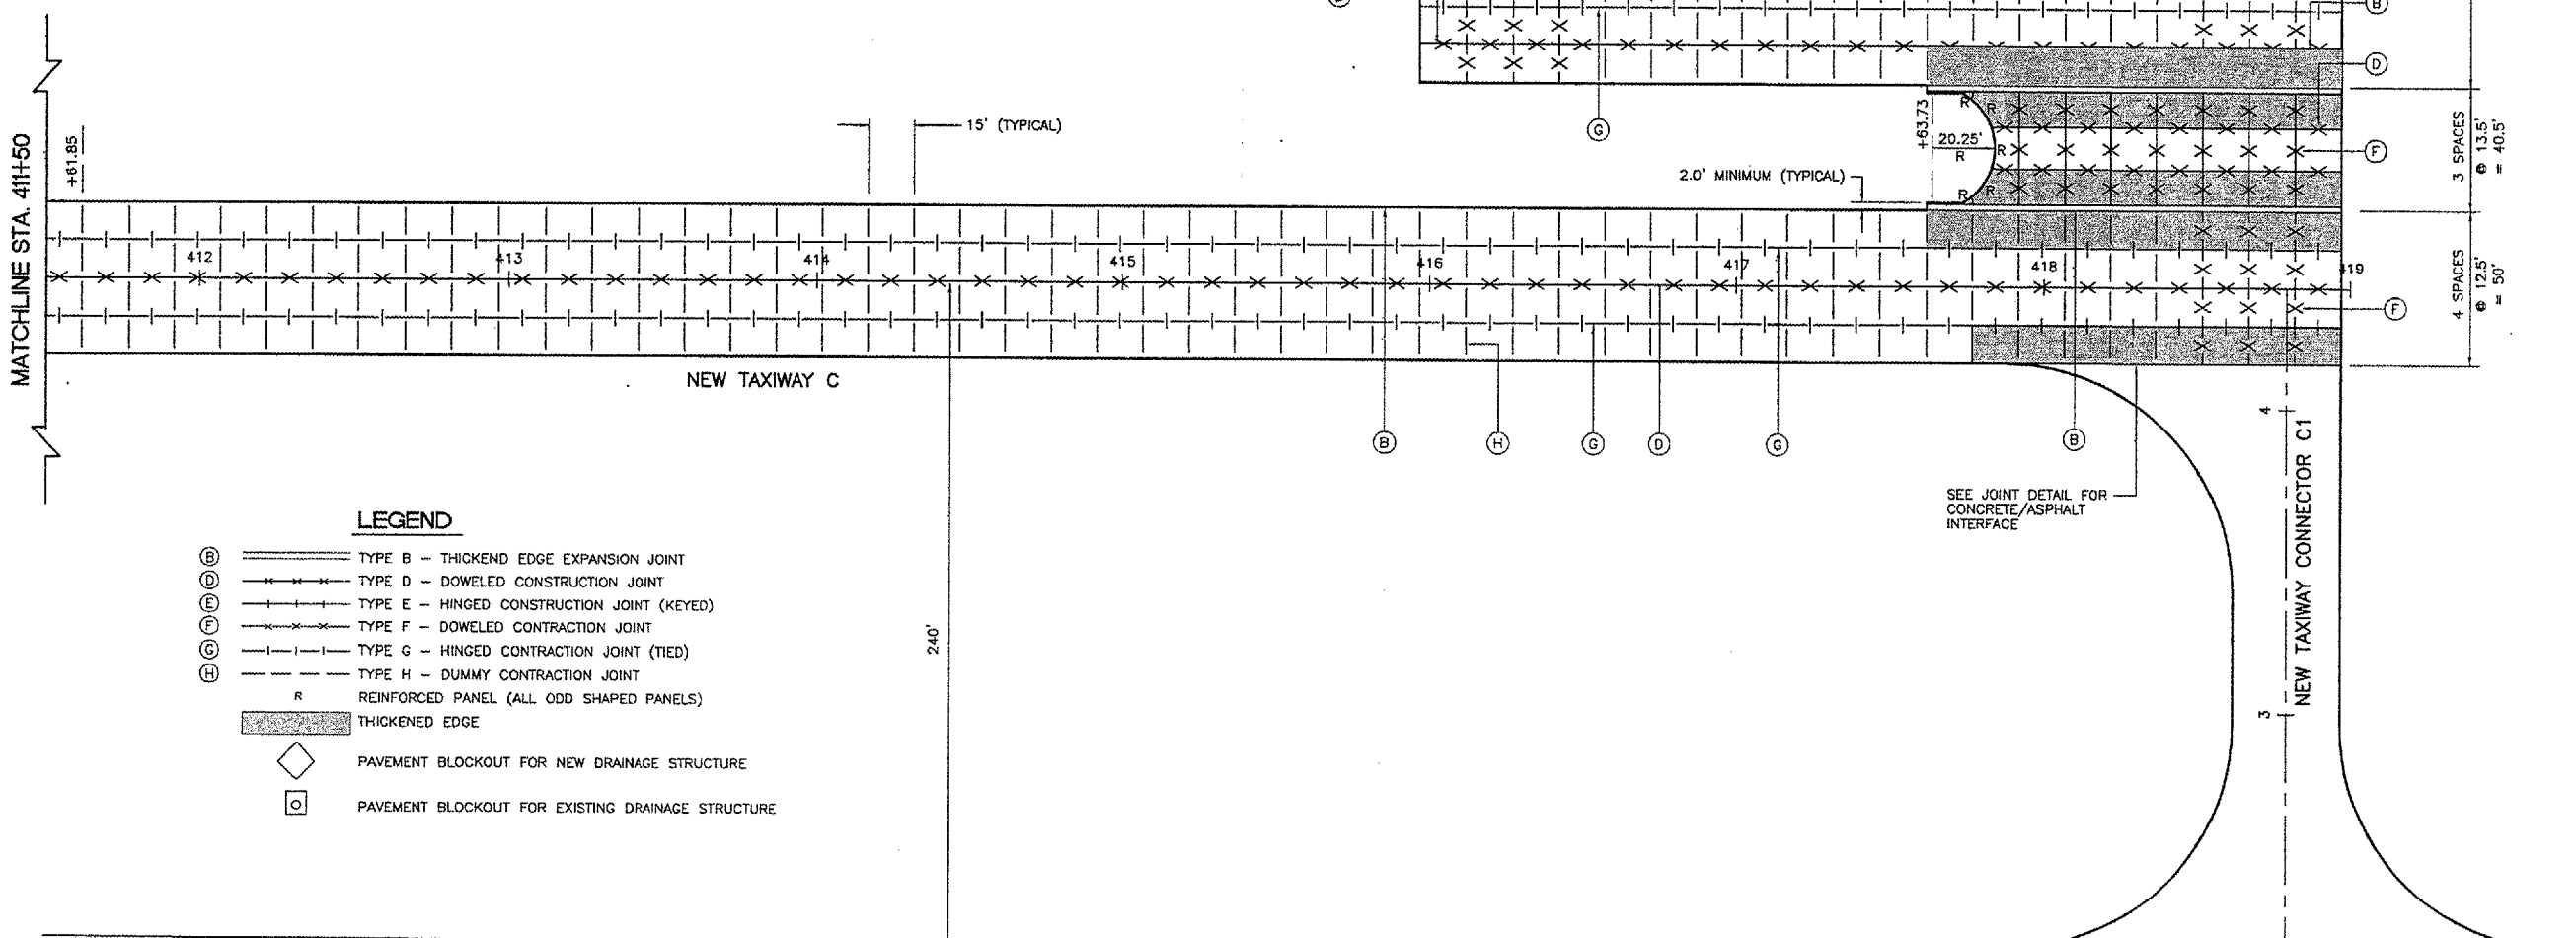 B
D
G
F
MATCHLINE STA. 411+50
+61.85
15' (TYPICAL)
+63.73
20.25'
R
R
R
R
R
R
2.0' MINIMUM (TYPICAL)
3 SPACES
@ 13.5'
= 40.5'
412
413
414
415
416
417
418
419
4 SPACES
@ 12.5'
= 50'
F
NEW TAXIWAY C
B
H
G
D
G
B
4
SEE JOINT DETAIL FOR
CONCRETE/ASPHALT
INTERFACE
NEW TAXIWAY CONNECTOR C1
3
240'
LEGEND
B TYPE B – THICKEND EDGE EXPANSION JOINT
D TYPE D – DOWELED CONSTRUCTION JOINT
E TYPE E – HINGED CONSTRUCTION JOINT (KEYED)
F TYPE F – DOWELED CONTRACTION JOINT
G TYPE G – HINGED CONTRACTION JOINT (TIED)
H TYPE H – DUMMY CONTRACTION JOINT
R REINFORCED PANEL (ALL ODD SHAPED PANELS)
THICKENED EDGE
PAVEMENT BLOCKOUT FOR NEW DRAINAGE STRUCTURE
PAVEMENT BLOCKOUT FOR EXISTING DRAINAGE STRUCTURE